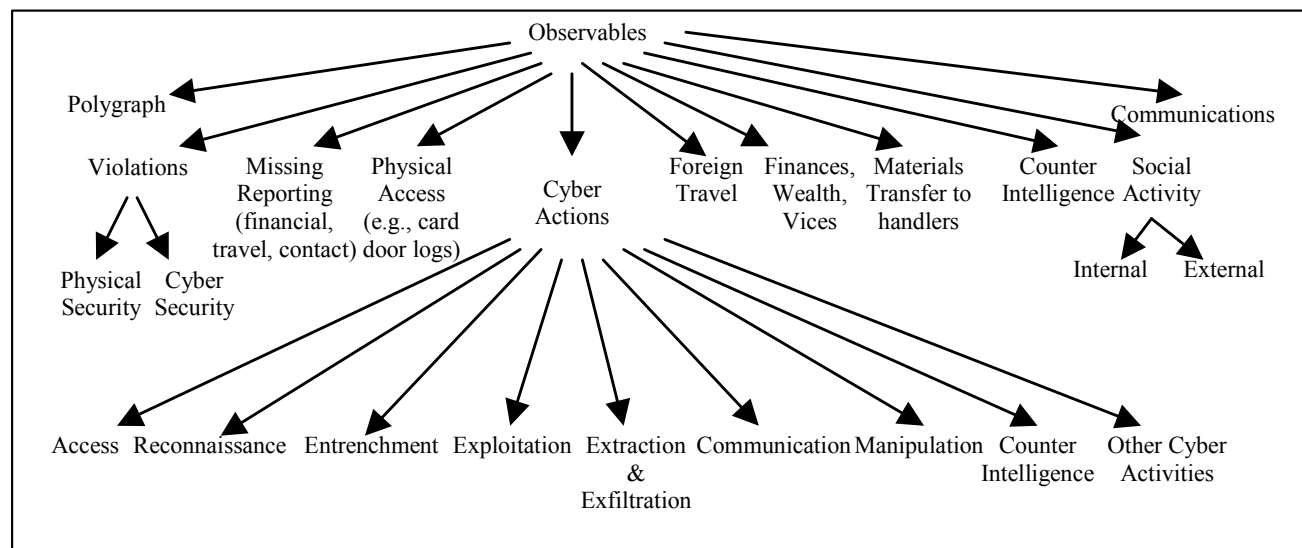 Observables
Polygraph
Communications
Violations
Missing
Reporting
(financial,
travel, contact)
Physical
Access
(e.g., card
door logs)
Cyber
Actions
Foreign
Travel
Finances,
Wealth,
Vices
Materials
Transfer to
handlers
Counter
Intelligence
Social
Activity
Physical
Security
Cyber
Security
Internal
External
Access
Reconnaissance
Entrenchment
Exploitation
Extraction
&
Exfiltration
Communication
Manipulation
Counter
Intelligence
Other Cyber
Activities